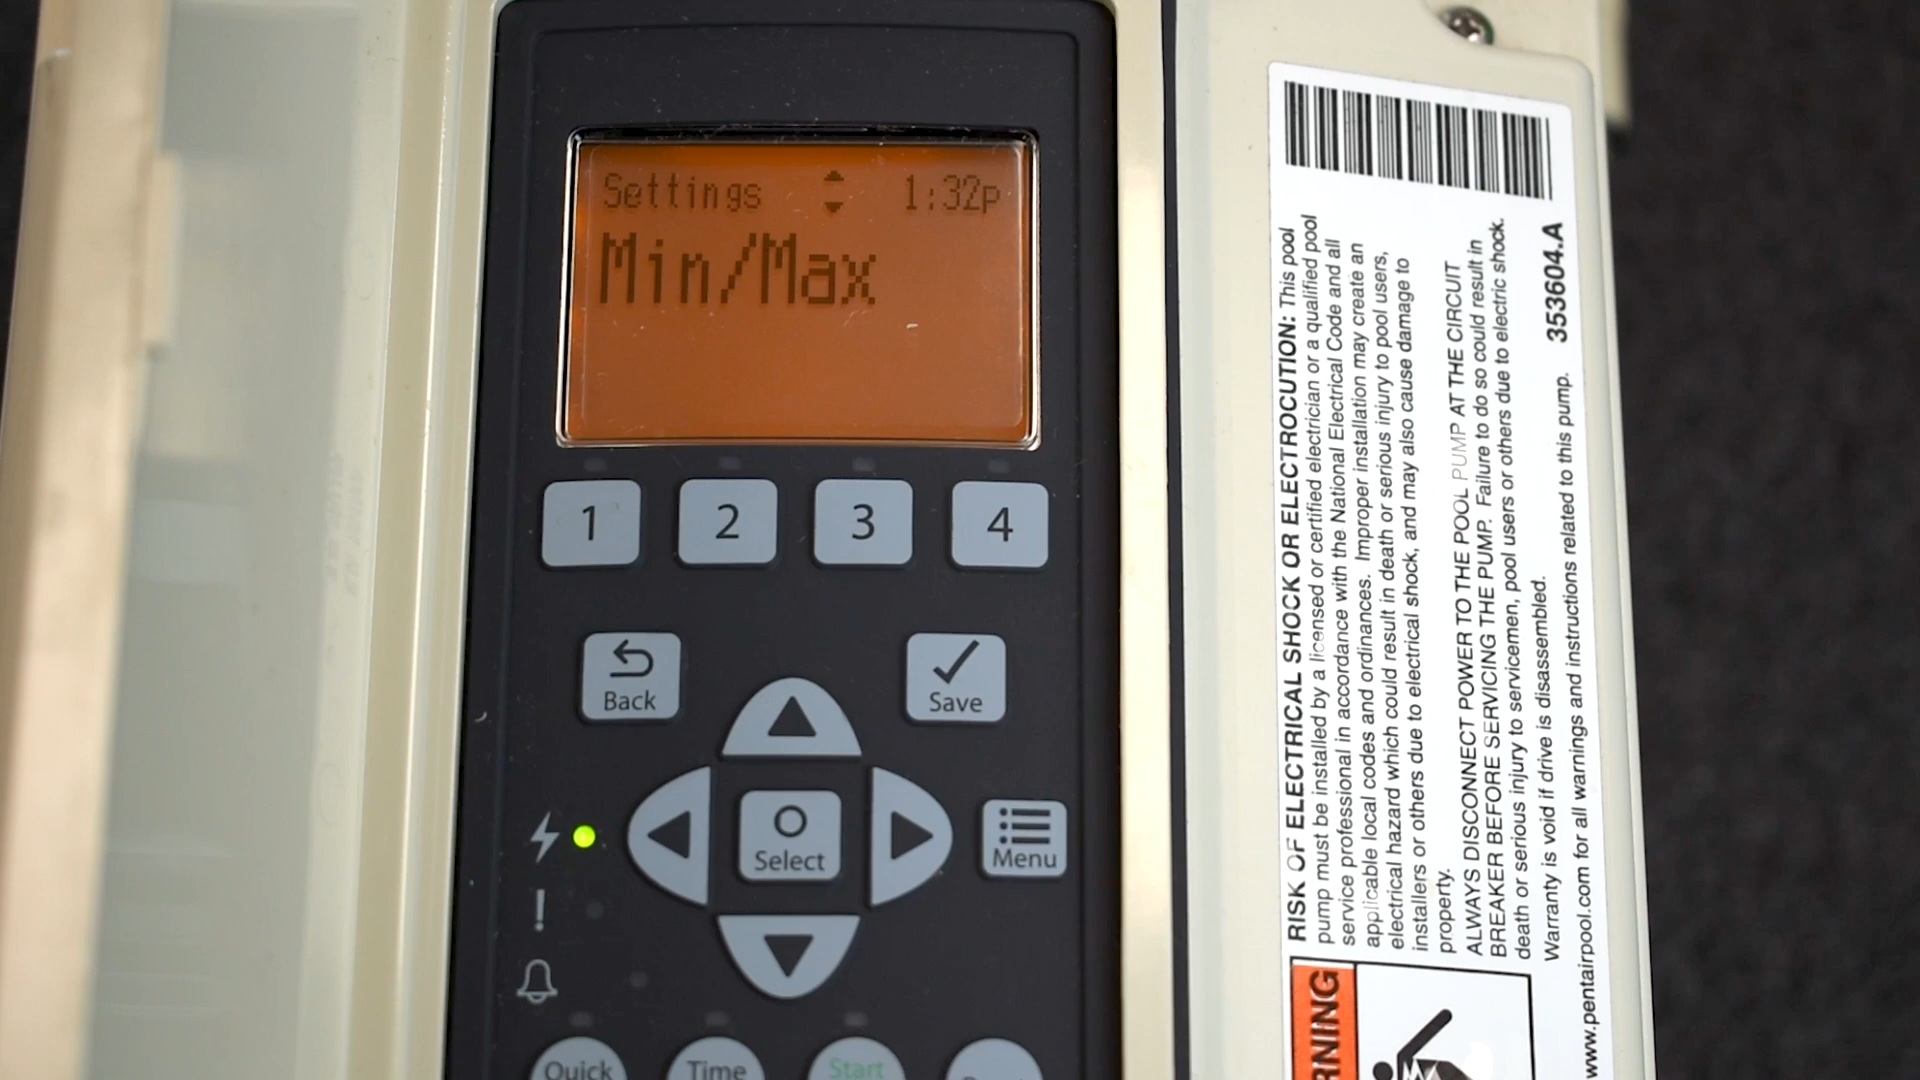 Settings 1:32p
Min/Max
1 2 3 4
Back
Save
Select
Menu
Quick
Time
Start
353604.A
RISK OF ELECTRICAL SHOCK OR ELECTROCUTION: This pool
pump must be installed by a licensed or certified electrician or a qualified pool
service professional in accordance with the National Electrical Code and all
applicable local codes and ordinances. Improper installation may create an
electrical hazard which could result in death or serious injury to pool users,
installers or others due to electrical shock, and may also cause damage to
property.
ALWAYS DISCONNECT POWER TO THE POOL PUMP AT THE CIRCUIT
BREAKER BEFORE SERVICING THE PUMP. Failure to do so could result in
death or serious injury to servicemen, pool users or others due to electric shock.
Warranty is void if drive is disassembled.
www.pentairpool.com for all warnings and instructions related to this pump.
RNING